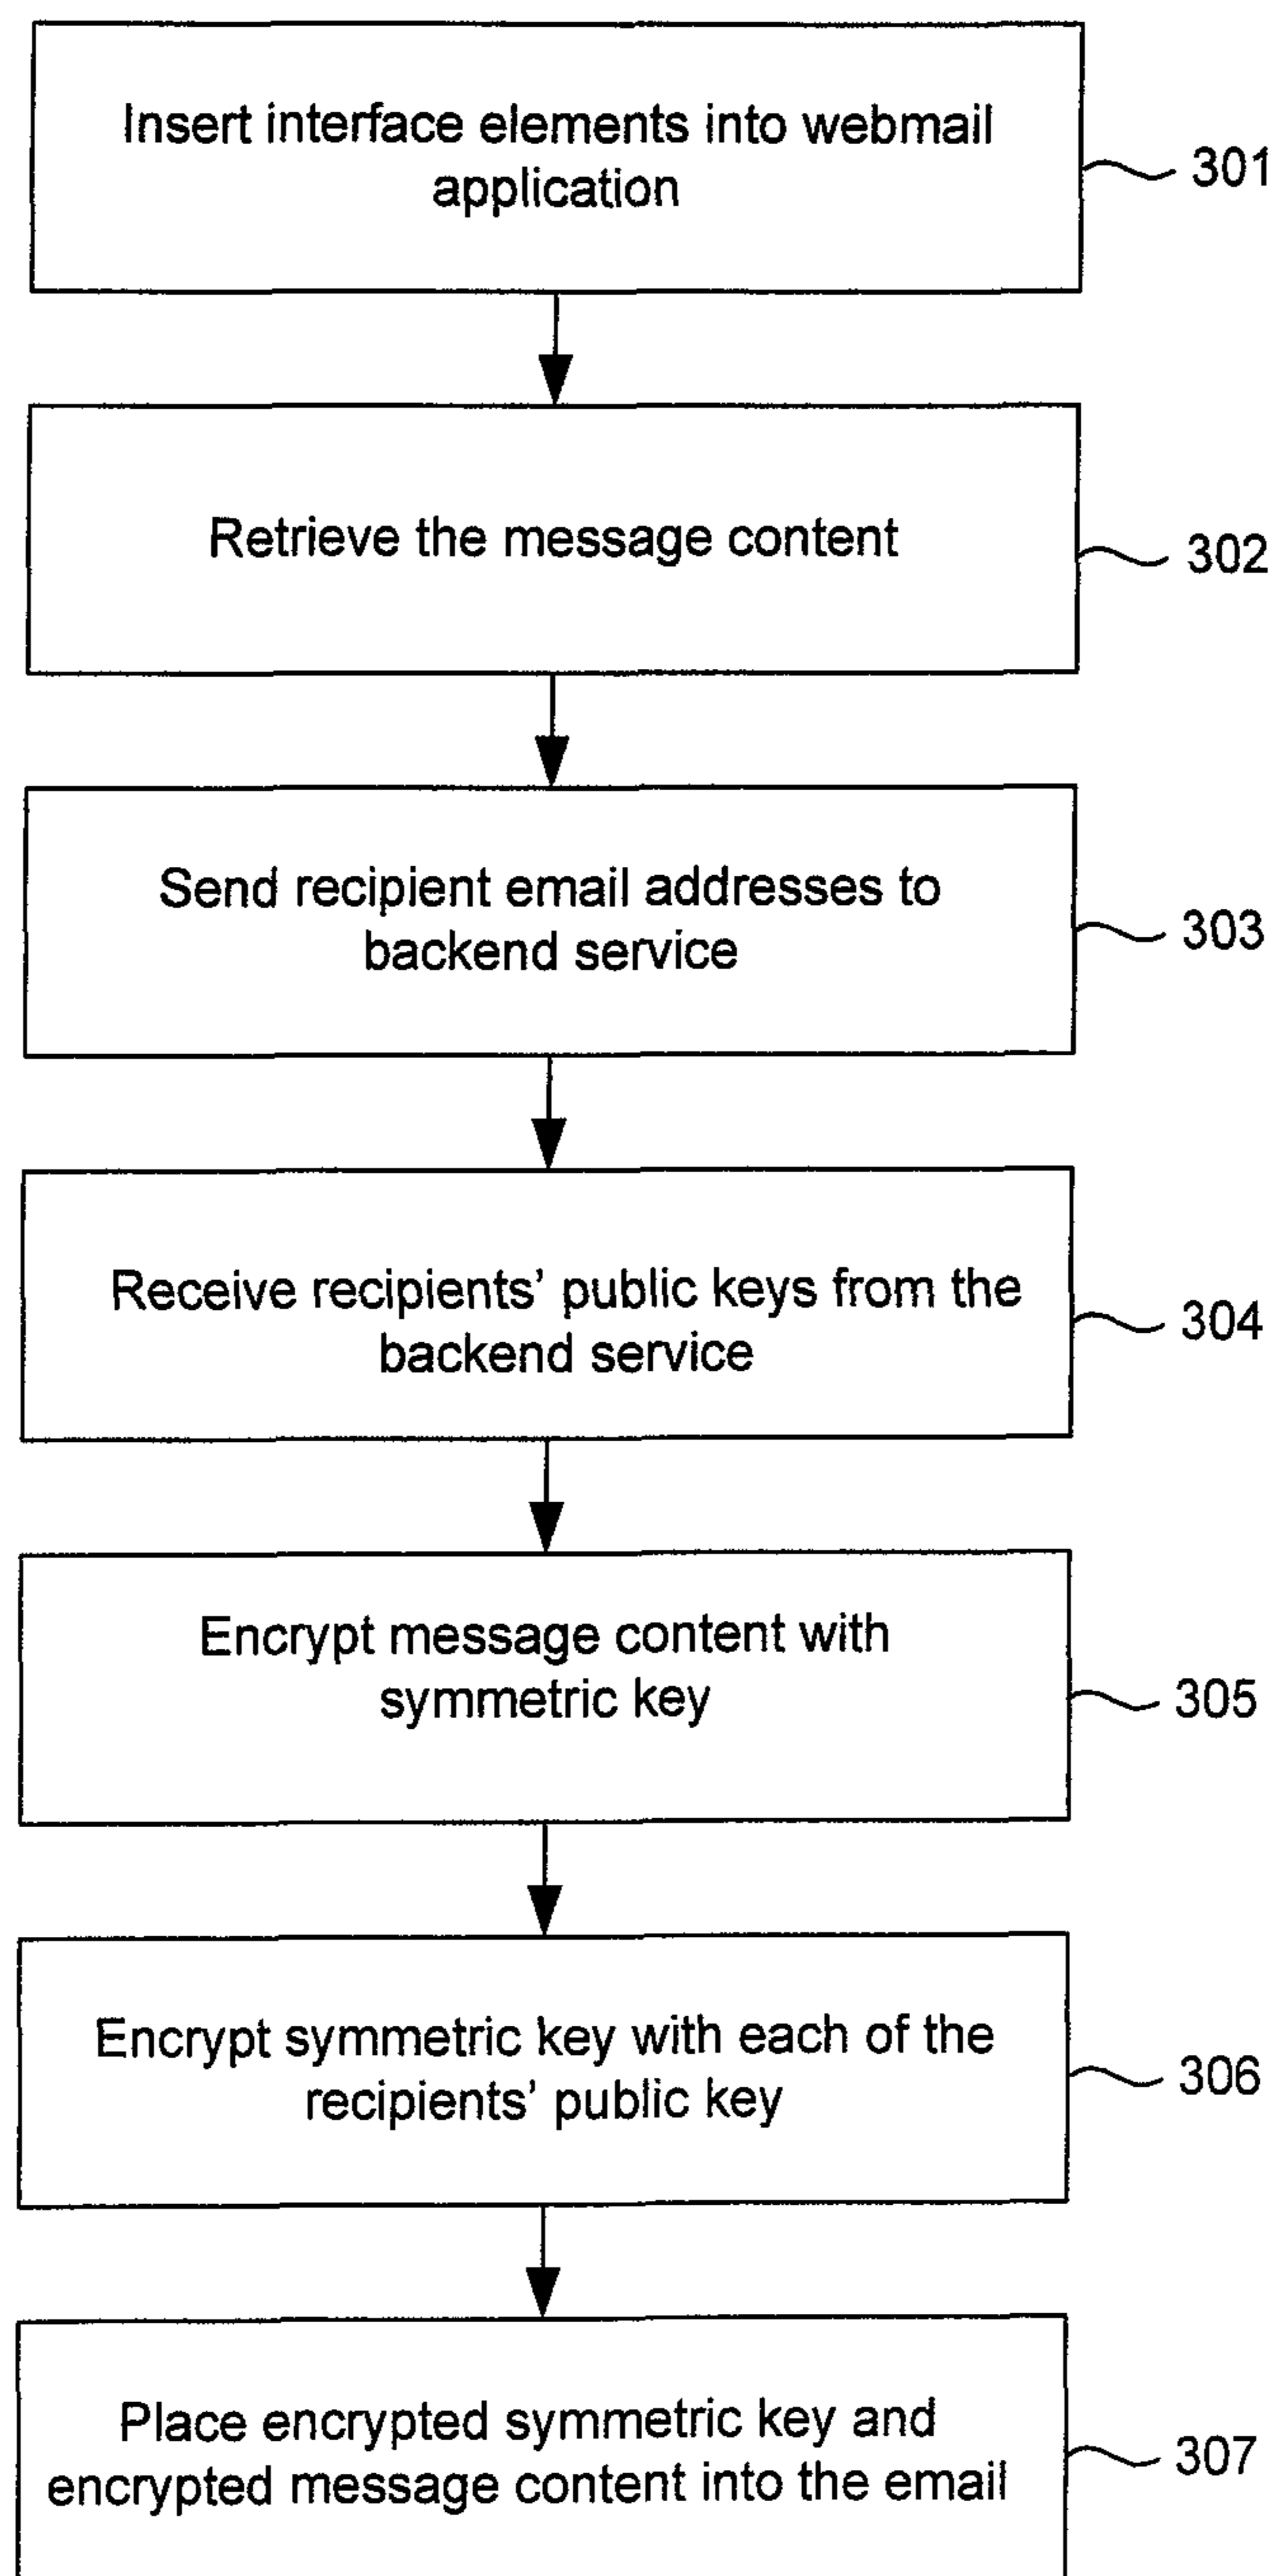 Insert interface elements into webmail
application
301
Retrieve the message content
302
Send recipient email addresses to
backend service
303
Receive recipients’ public keys from the
backend service
304
Encrypt message content with
symmetric key
305
Encrypt symmetric key with each of the
recipients’ public key
306
Place encrypted symmetric key and
encrypted message content into the email
307